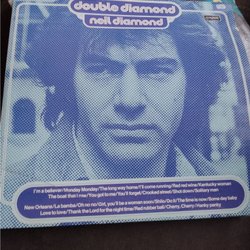 double diamond
neil diamond
I'm a believer/Monday Monday/The long way home/I'll come running/Red red wine/Kentucky woman
The boat that I row/You got to me/You'll forget/Crooked street/Shot down/Solitary man
New Orleans/La bamba/Oh no no/Girl, you'll be a woman soon/Shilo/Do it/The time is now/Some day baby
Love to love/Thank the Lord for the night time/Red rubber ball/Cherry, Cherry/Hanky panky